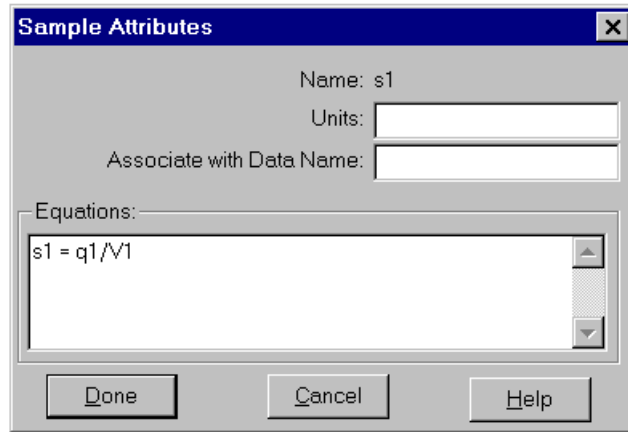 Sample Attributes
Name: s1
Units:
Associate with Data Name:
Equations:
s1 = q1/V1
Done Cancel Help